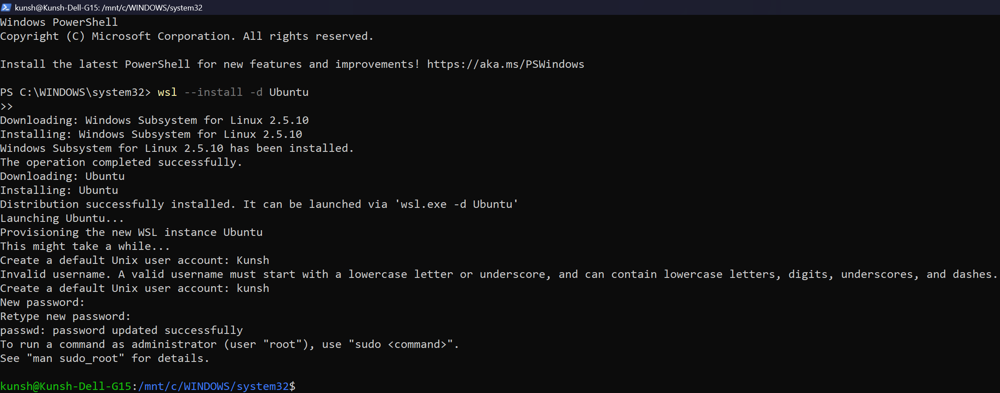 kunsh@Kunsh-Dell-G15: /mnt/c/WINDOWS/system32
Windows PowerShell
Copyright (C) Microsoft Corporation. All rights reserved.
Install the latest PowerShell for new features and improvements! https://aka.ms/PSWindows
PS C:\WINDOWS\system32> wsl --install -d Ubuntu
>>
Downloading: Windows Subsystem for Linux 2.5.10
Installing: Windows Subsystem for Linux 2.5.10
Windows Subsystem for Linux 2.5.10 has been installed.
The operation completed successfully.
Downloading: Ubuntu
Installing: Ubuntu
Distribution successfully installed. It can be launched via 'wsl.exe -d Ubuntu'
Launching Ubuntu...
Provisioning the new WSL instance Ubuntu
This might take a while...
Create a default Unix user account: Kunsh
Invalid username. A valid username must start with a lowercase letter or underscore, and can contain lowercase letters, digits, underscores, and dashes.
Create a default Unix user account: kunsh
New password:
Retype new password:
passwd: password updated successfully
To run a command as administrator (user "root"), use "sudo <command>".
See "man sudo_root" for details.
kunsh@Kunsh-Dell-G15:/mnt/c/WINDOWS/system32$